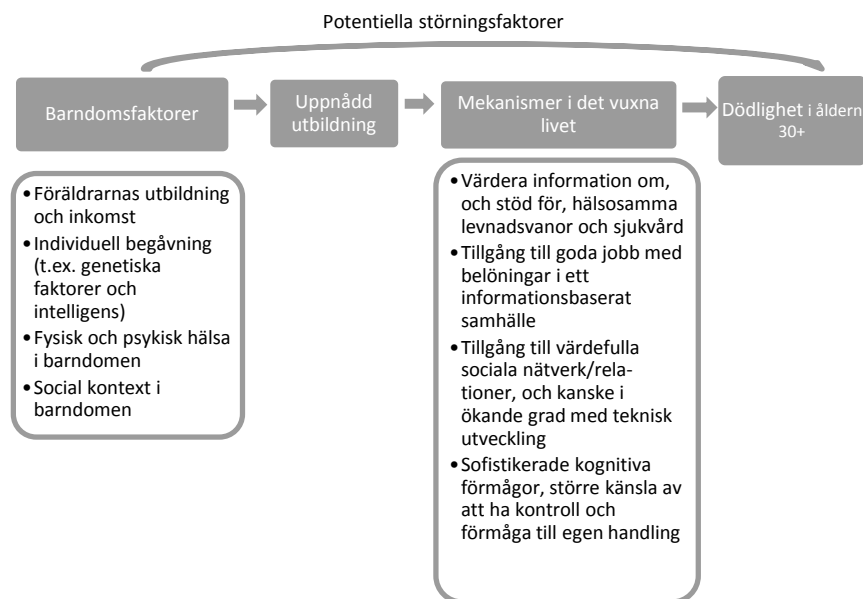 Potentiella störningsfaktorer
Barndomsfaktorer
Uppnådd
utbildning
Mekanismer i det vuxna
livet
Dödlighet i åldern
30+
•Föräldrarnas utbildning
och inkomst
•Individuell begåvning
(t.ex. genetiska
faktorer och
intelligens)
•Fysisk och psykisk hälsa
i barndomen
•Social kontext i
barndomen
•Värdera information om,
och stöd för, hälsosamma
levnadsvanor och sjukvård
•Tillgång till goda jobb med
belöningar i ett
informationsbaserat
samhälle
•Tillgång till värdefulla
sociala nätverk/rela-
tioner, och kanske i
ökande grad med teknisk
utveckling
•Sofistikerade kognitiva
förmågor, större känsla av
att ha kontroll och
förmåga till egen handling